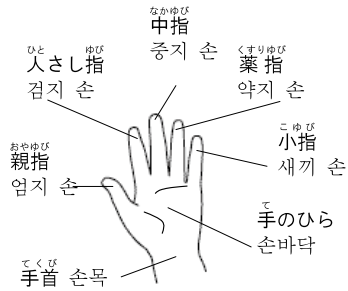 なかゆび
中指
중지 손
ひと ゆび
人さし指
검지 손
くすりゆび
薬指
약지 손
こゆび
小指
새끼 손
おやゆび
親指
엄지 손
て
手のひら
손바닥
てくび
手首 손목